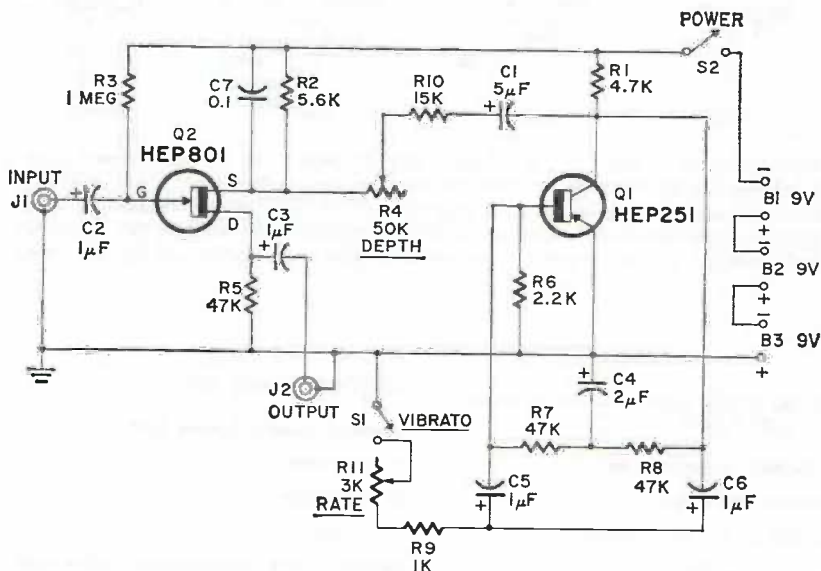 POWER
S2
R3
1 MEG
C7
0.1
R2
5.6K
R10
15K
C1
5µF
+
R1
4.7K
Q2
HEP801
INPUT
J1
+
C2
1µF
G
S
D
R4
50K
DEPTH
Q1
HEP251
–
B1 9V
+
–
B2 9V
+
–
B3 9V
+
C3
1µF
+
R5
47K
R6
2.2K
J2
OUTPUT
S1
VIBRATO
+
C4
2µF
R7
47K
R8
47K
R11
3K
RATE
C5
1µF
+
C6
1µF
+
R9
1K